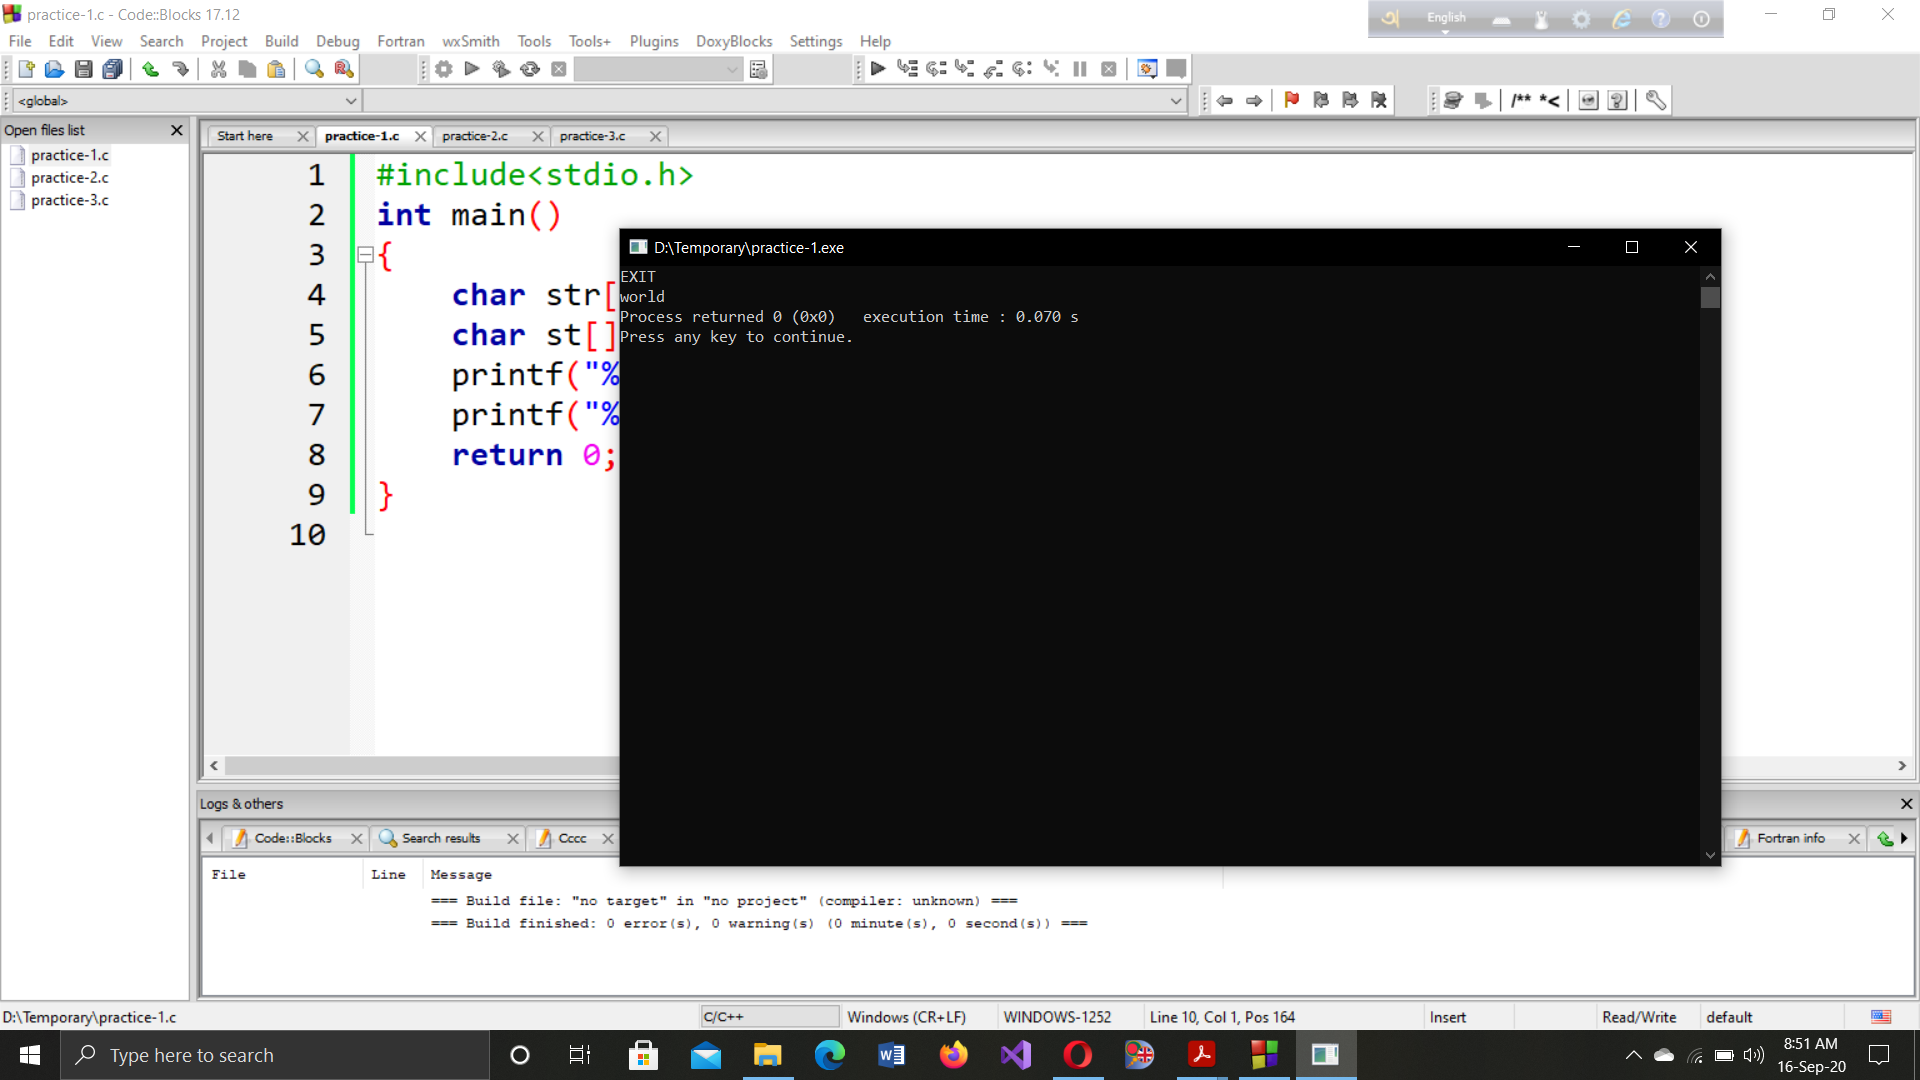 practice-1.c - Code::Blocks 17.12
English
File Edit View Search Project Build Debug Fortran wxSmith Tools Tools+ Plugins DoxyBlocks Settings Help
<global>
/** *<
Open files list
practice-1.c
practice-2.c
practice-3.c
Start here practice-1.c practice-2.c practice-3.c
1 #include<stdio.h>
2 int main()
3 {
4 char str[
5 char st[]
6 printf("%
7 printf("%
8 return 0;
9 }
10
D:\Temporary\practice-1.exe
EXIT
world
Process returned 0 (0x0)   execution time : 0.070 s
Press any key to continue.
Logs & others
Code::Blocks Search results Cccc Fortran info
File Line Message
=== Build file: "no target" in "no project" (compiler: unknown) ===
=== Build finished: 0 error(s), 0 warning(s) (0 minute(s), 0 second(s)) ===
D:\Temporary\practice-1.c C/C++ Windows (CR+LF) WINDOWS-1252 Line 10, Col 1, Pos 164 Insert Read/Write default
Type here to search
8:51 AM
16-Sep-20